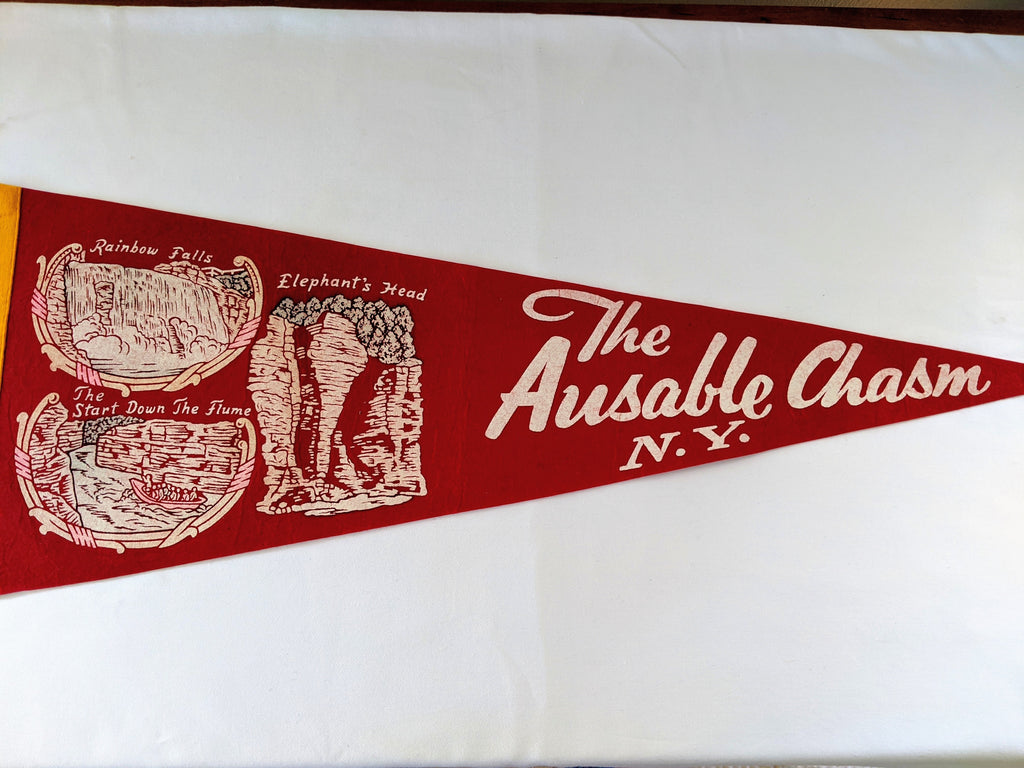 Rainbow Falls
Elephant's Head
The
Start Down The Flume
The
Ausable Chasm
N.Y.